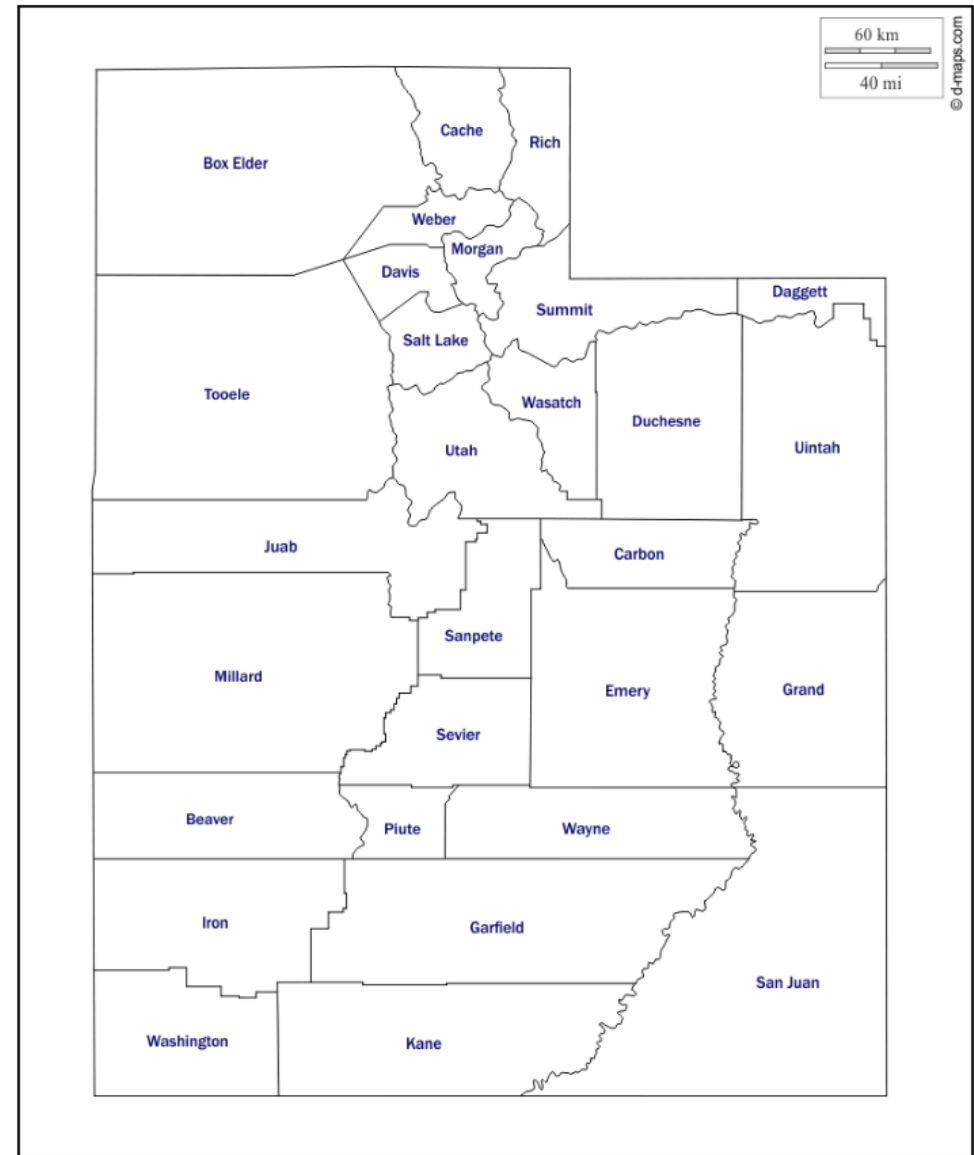 60 km
40 mi
© d-maps.com
Cache
Rich
Box Elder
Weber
Morgan
Davis
Daggett
Summit
Salt Lake
Tooele
Wasatch
Duchesne
Utah
Uintah
Juab
Carbon
Sanpete
Millard
Emery
Grand
Sevier
Beaver
Piute
Wayne
Iron
Garfield
San Juan
Washington
Kane